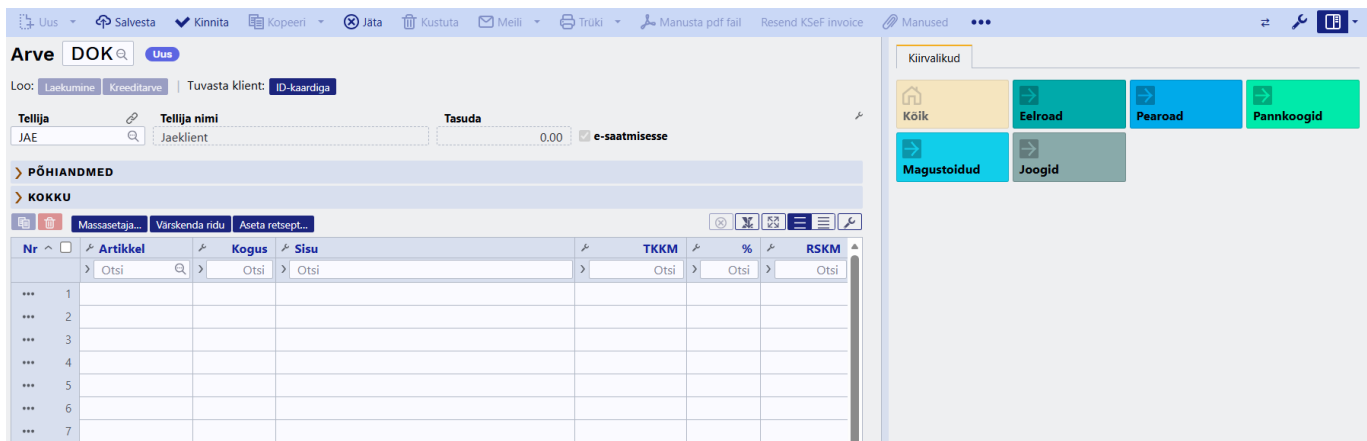 Uus Salvesta Kinnita Kopeeri Jäta Kustuta Meili Trüki Manusta pdf fail Resend KSeF invoice Manused
Arve DOK Uus
Loo: Laekumine Kreeditarve | Tuvasta klient: ID-kaardiga
Tellija Tellija nimi Tasuda
JAE Jaeklient 0.00 e-saatmisesse
PÕHIANDMED
KOKKU
Massasetaja... Värskenda ridu Aseta retsept...
Nr Artikkel Kogus Sisu TKKM % RSKM
Otsi Otsi Otsi Otsi Otsi Otsi
1
2
3
4
5
6
7
Kiirvalikud
Kõik Eelroad Pearoad Pannkoogid
Magustoidud Joogid